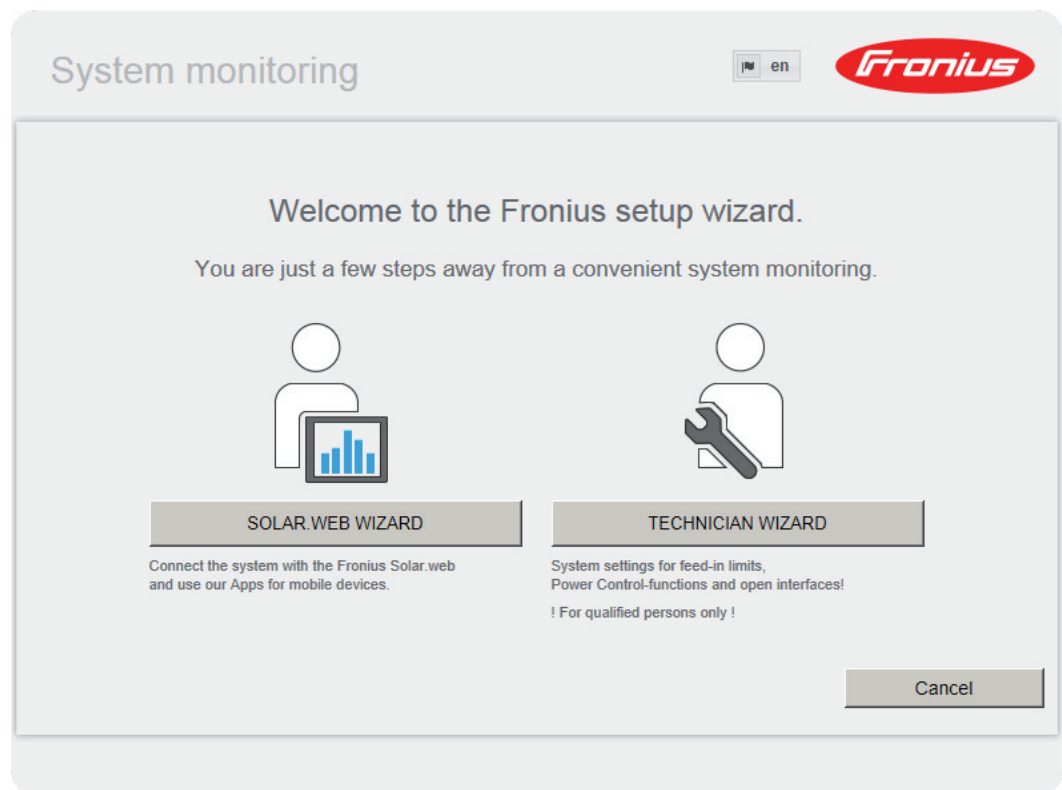 System monitoring
en
Fronius
Welcome to the Fronius setup wizard.
You are just a few steps away from a convenient system monitoring.
SOLAR.WEB WIZARD
Connect the system with the Fronius Solar.web
and use our Apps for mobile devices.
TECHNICIAN WIZARD
System settings for feed-in limits,
Power Control-functions and open interfaces!
! For qualified persons only !
Cancel